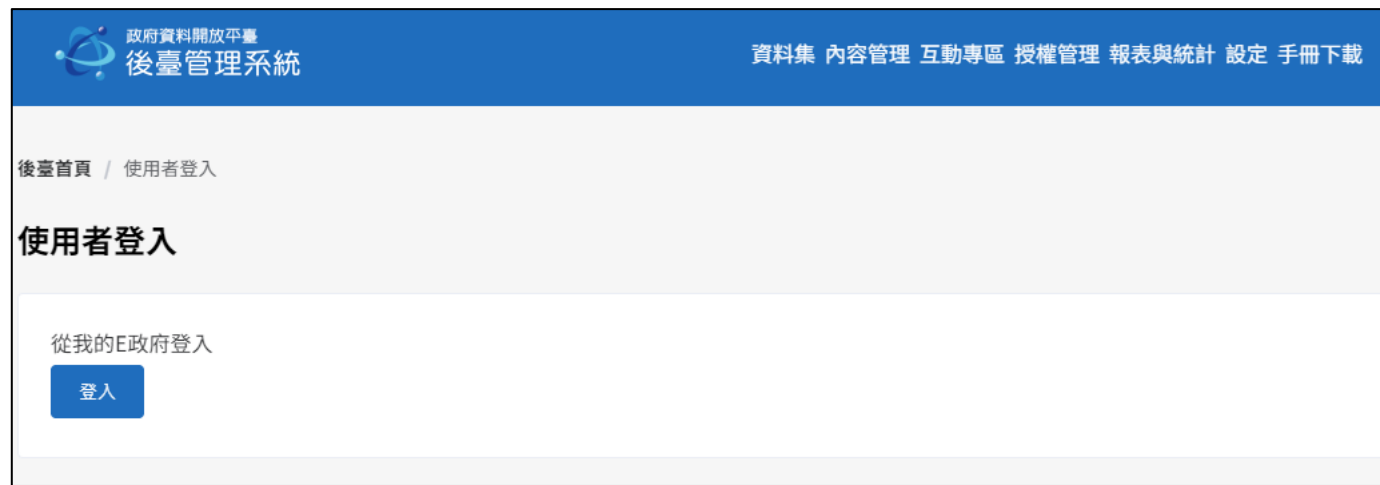 政府資料開放平臺
後臺管理系統
資料集 內容管理 互動專區 授權管理 報表與統計 設定 手冊下載
後臺首頁 / 使用者登入
使用者登入
從我的E政府登入
登入